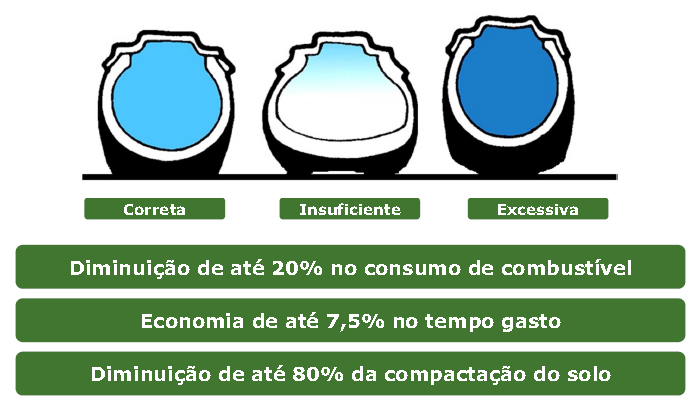 Correta
Insuficiente
Excessiva
Diminuição de até 20% no consumo de combustível
Economia de até 7,5% no tempo gasto
Diminuição de até 80% da compactação do solo